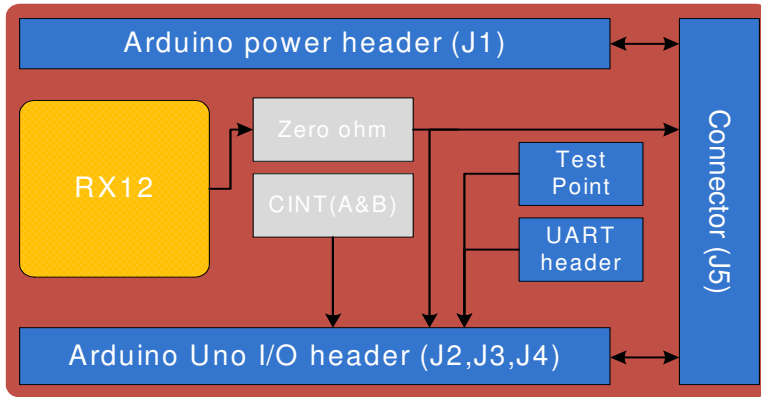 Arduino power header (J1)
RX12
Zero ohm
CINT(A&B)
Test
Point
UART
header
Connector (J5)
Arduino Uno I/O header (J2,J3,J4)